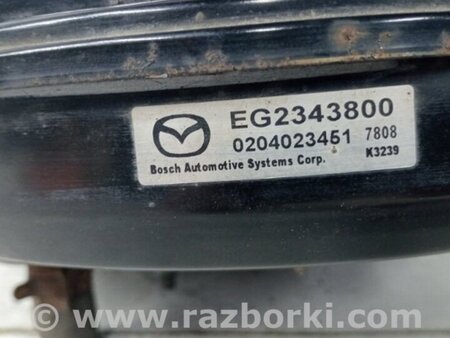 EG2343800
0204023451 7808
Bosch Automotive Systems Corp. K3239
www.razborki.com